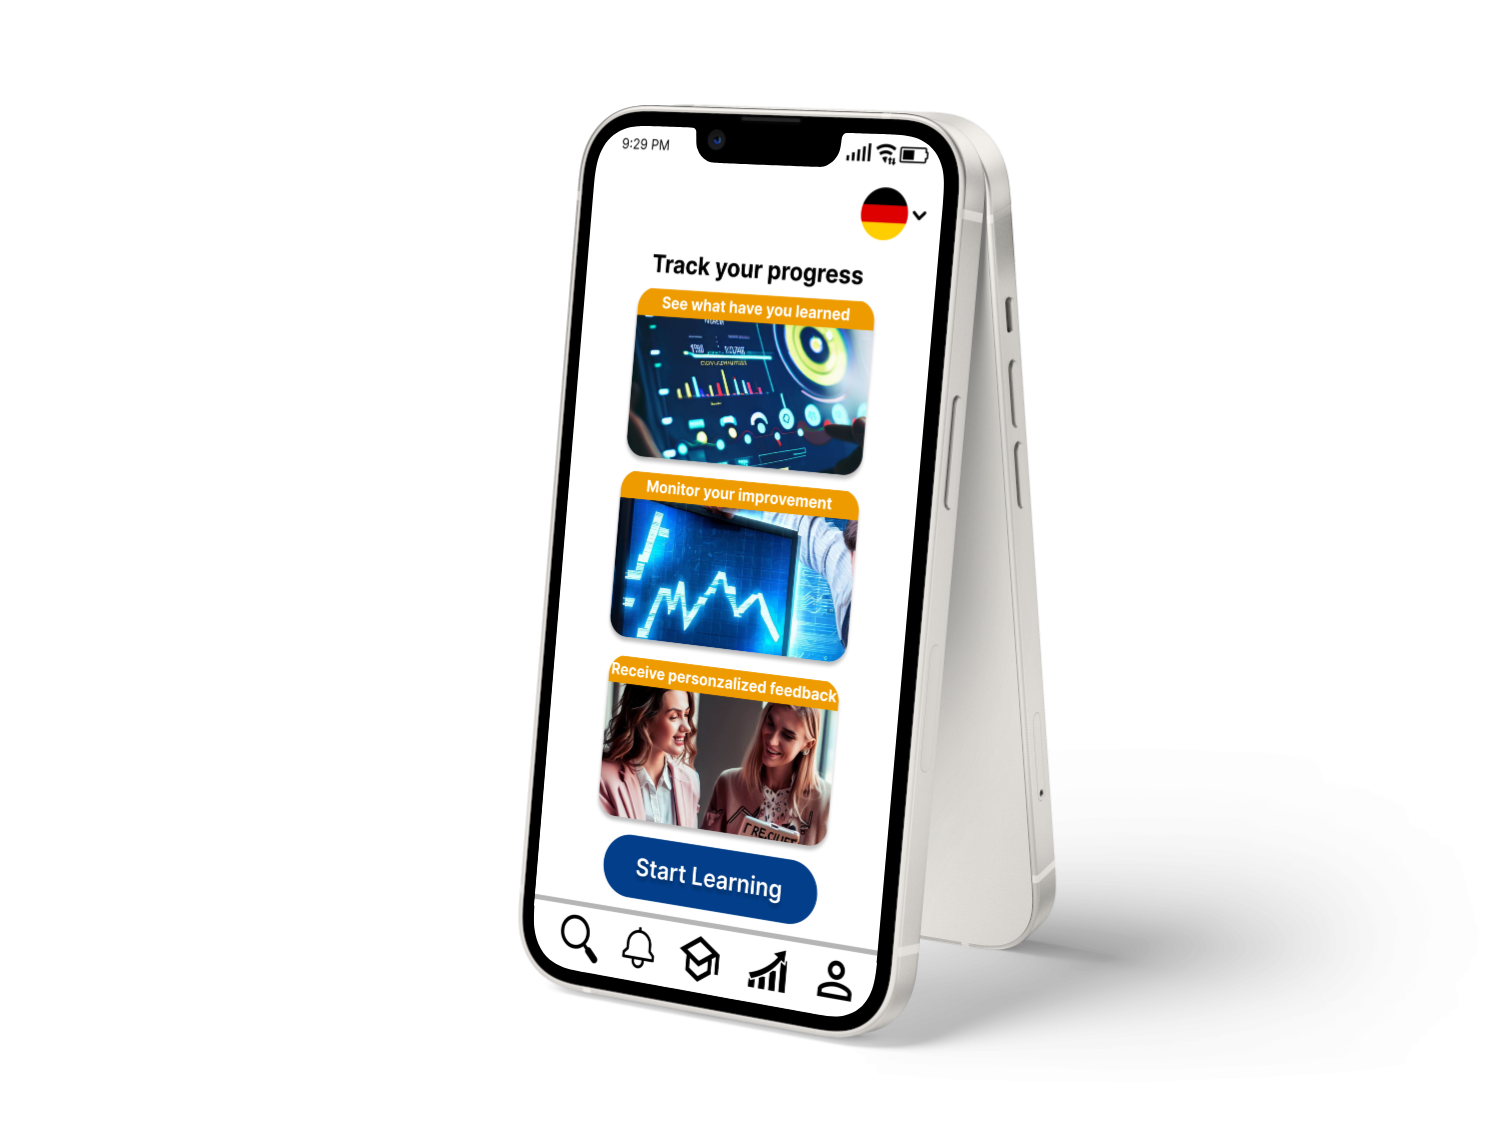 9:29 PM
Track your progress
See what have you learned
Monitor your improvement
Receive personzalized feedback
Start Learning